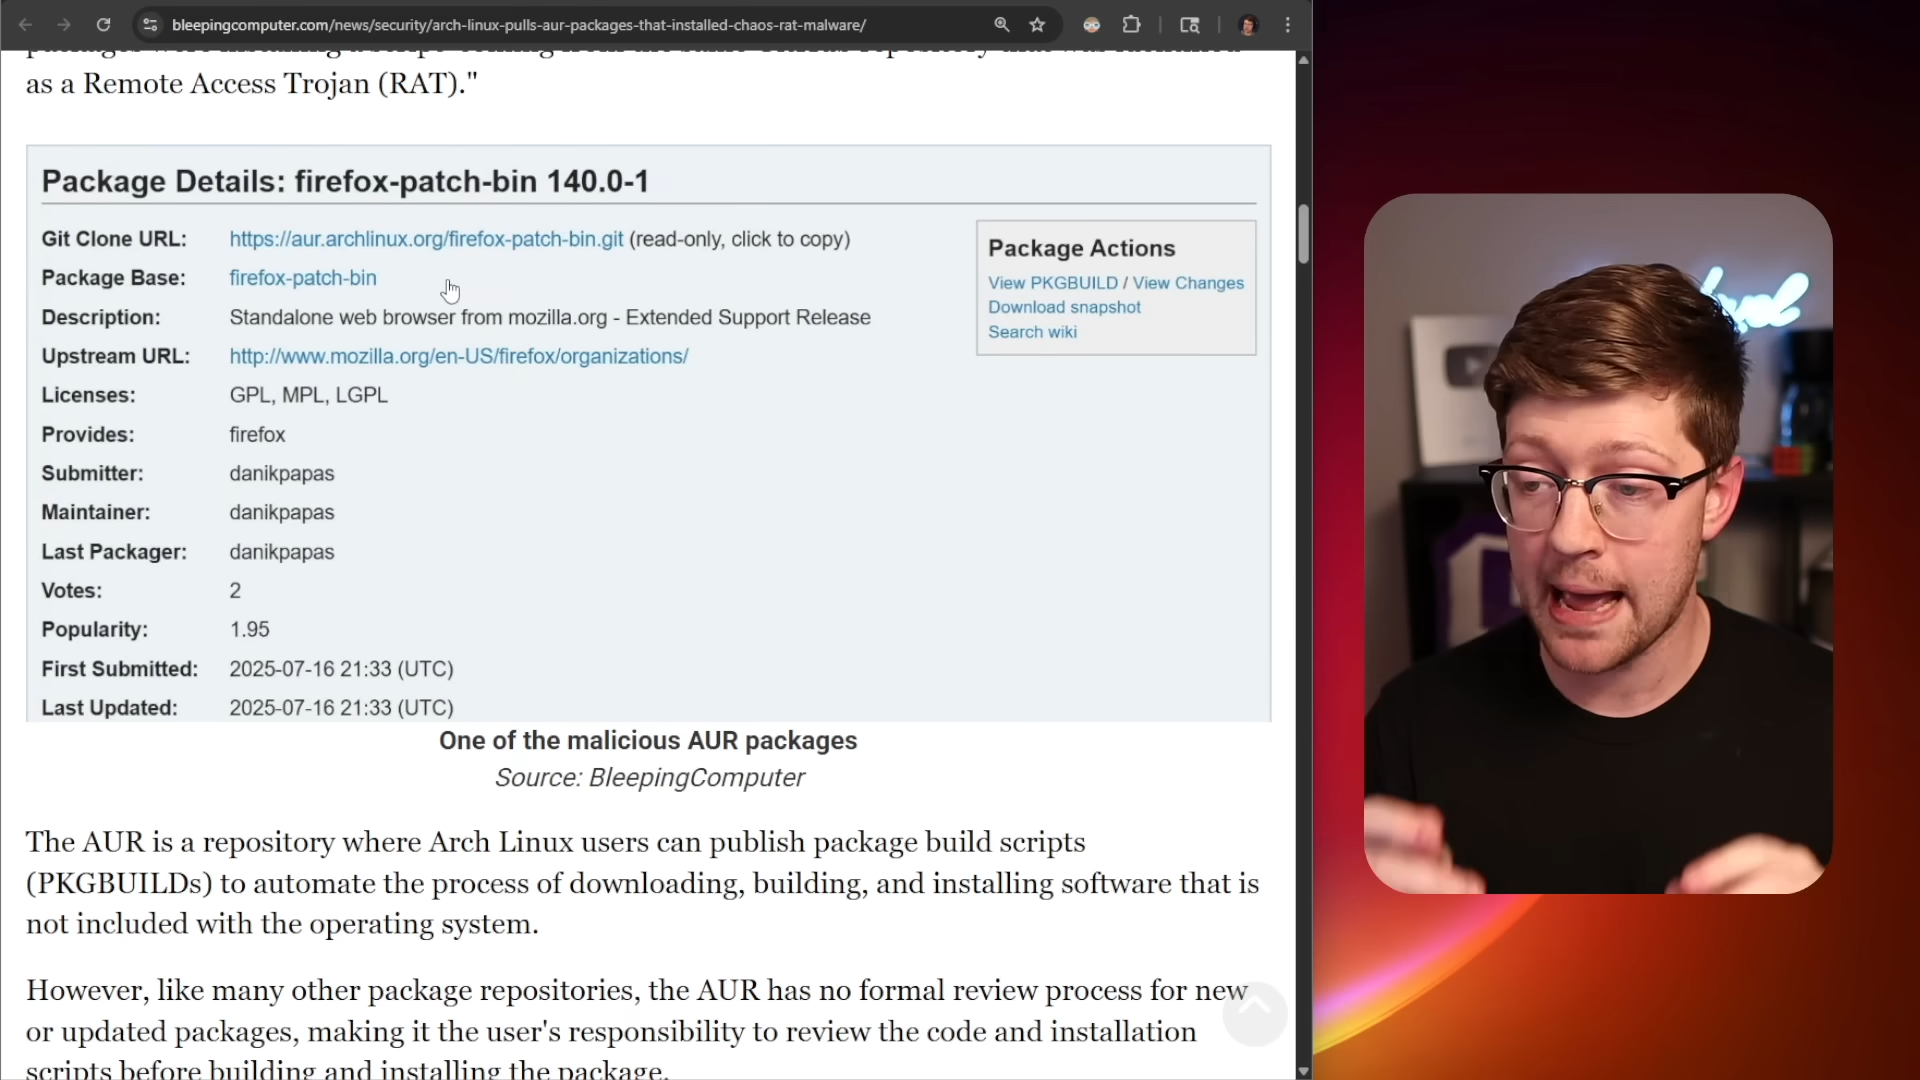 bleepingcomputer.com/news/security/arch-linux-pulls-aur-packages-that-installed-chaos-rat-malware/
as a Remote Access Trojan (RAT)."
Package Details: firefox-patch-bin 140.0-1
Git Clone URL: https://aur.archlinux.org/firefox-patch-bin.git (read-only, click to copy)
Package Base: firefox-patch-bin
Description: Standalone web browser from mozilla.org - Extended Support Release
Upstream URL: http://www.mozilla.org/en-US/firefox/organizations/
Licenses: GPL, MPL, LGPL
Provides: firefox
Submitter: danikpapas
Maintainer: danikpapas
Last Packager: danikpapas
Votes: 2
Popularity: 1.95
First Submitted: 2025-07-16 21:33 (UTC)
Last Updated: 2025-07-16 21:33 (UTC)
Package Actions
View PKGBUILD / View Changes
Download snapshot
Search wiki
One of the malicious AUR packages
Source: BleepingComputer
The AUR is a repository where Arch Linux users can publish package build scripts
(PKGBUILDs) to automate the process of downloading, building, and installing software that is
not included with the operating system.
However, like many other package repositories, the AUR has no formal review process for new
or updated packages, making it the user's responsibility to review the code and installation
scripts before building and installing the package.